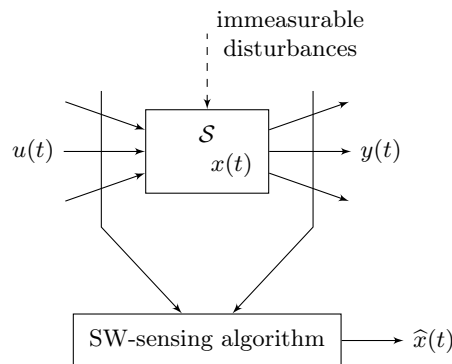 immeasurable
disturbances
𝒮
u(t)
x(t)
y(t)
SW-sensing algorithm
x̂(t)